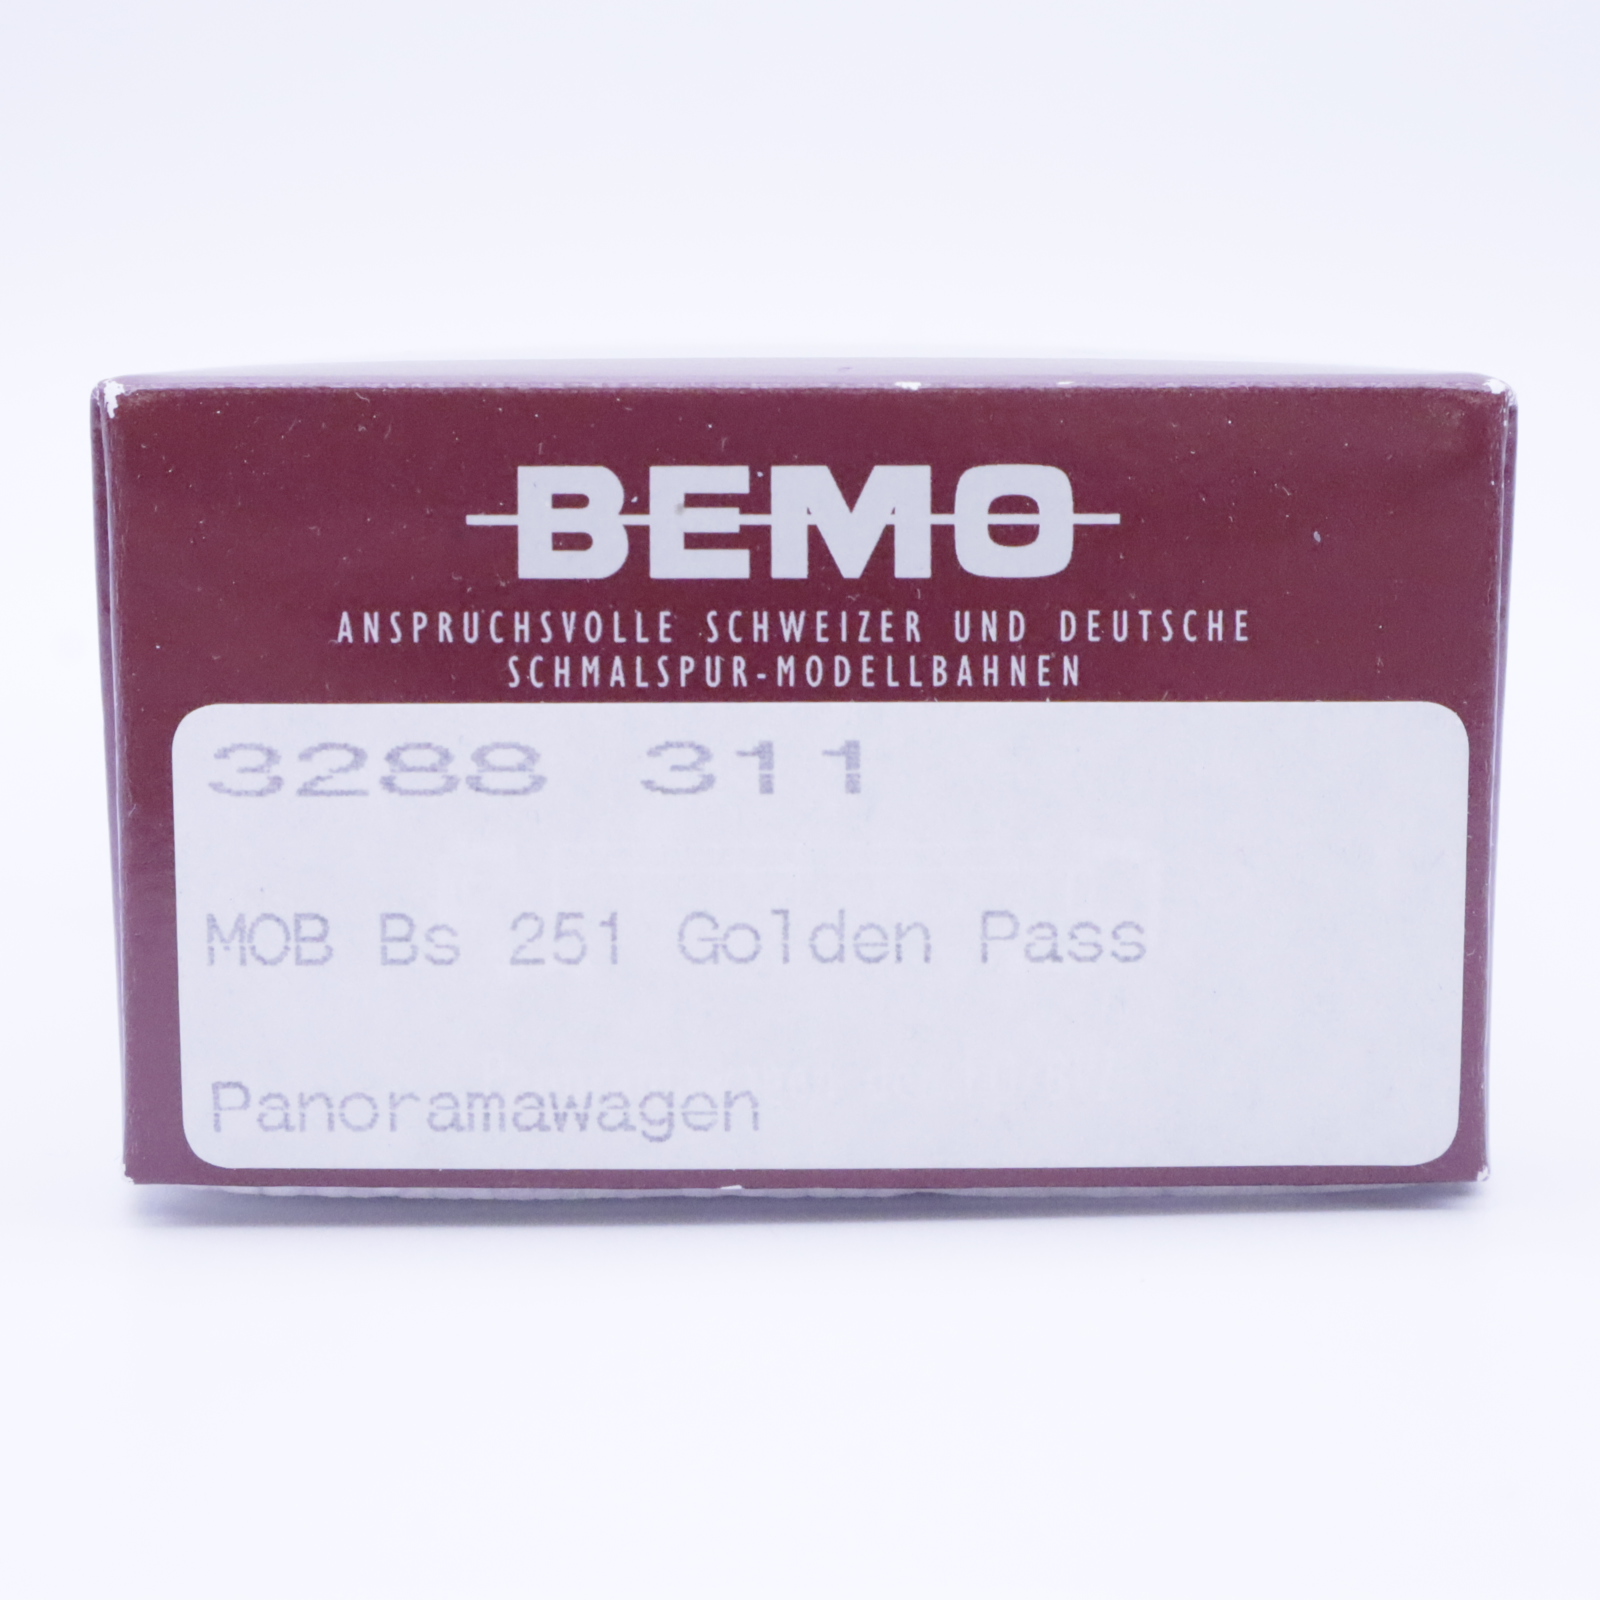 BEMO
ANSPRUCHSVOLLE SCHWEIZER UND DEUTSCHE
SCHMALSPUR-MODELLBAHNEN
3288 311
MOB Bs 251 Golden Pass
Panoramawagen